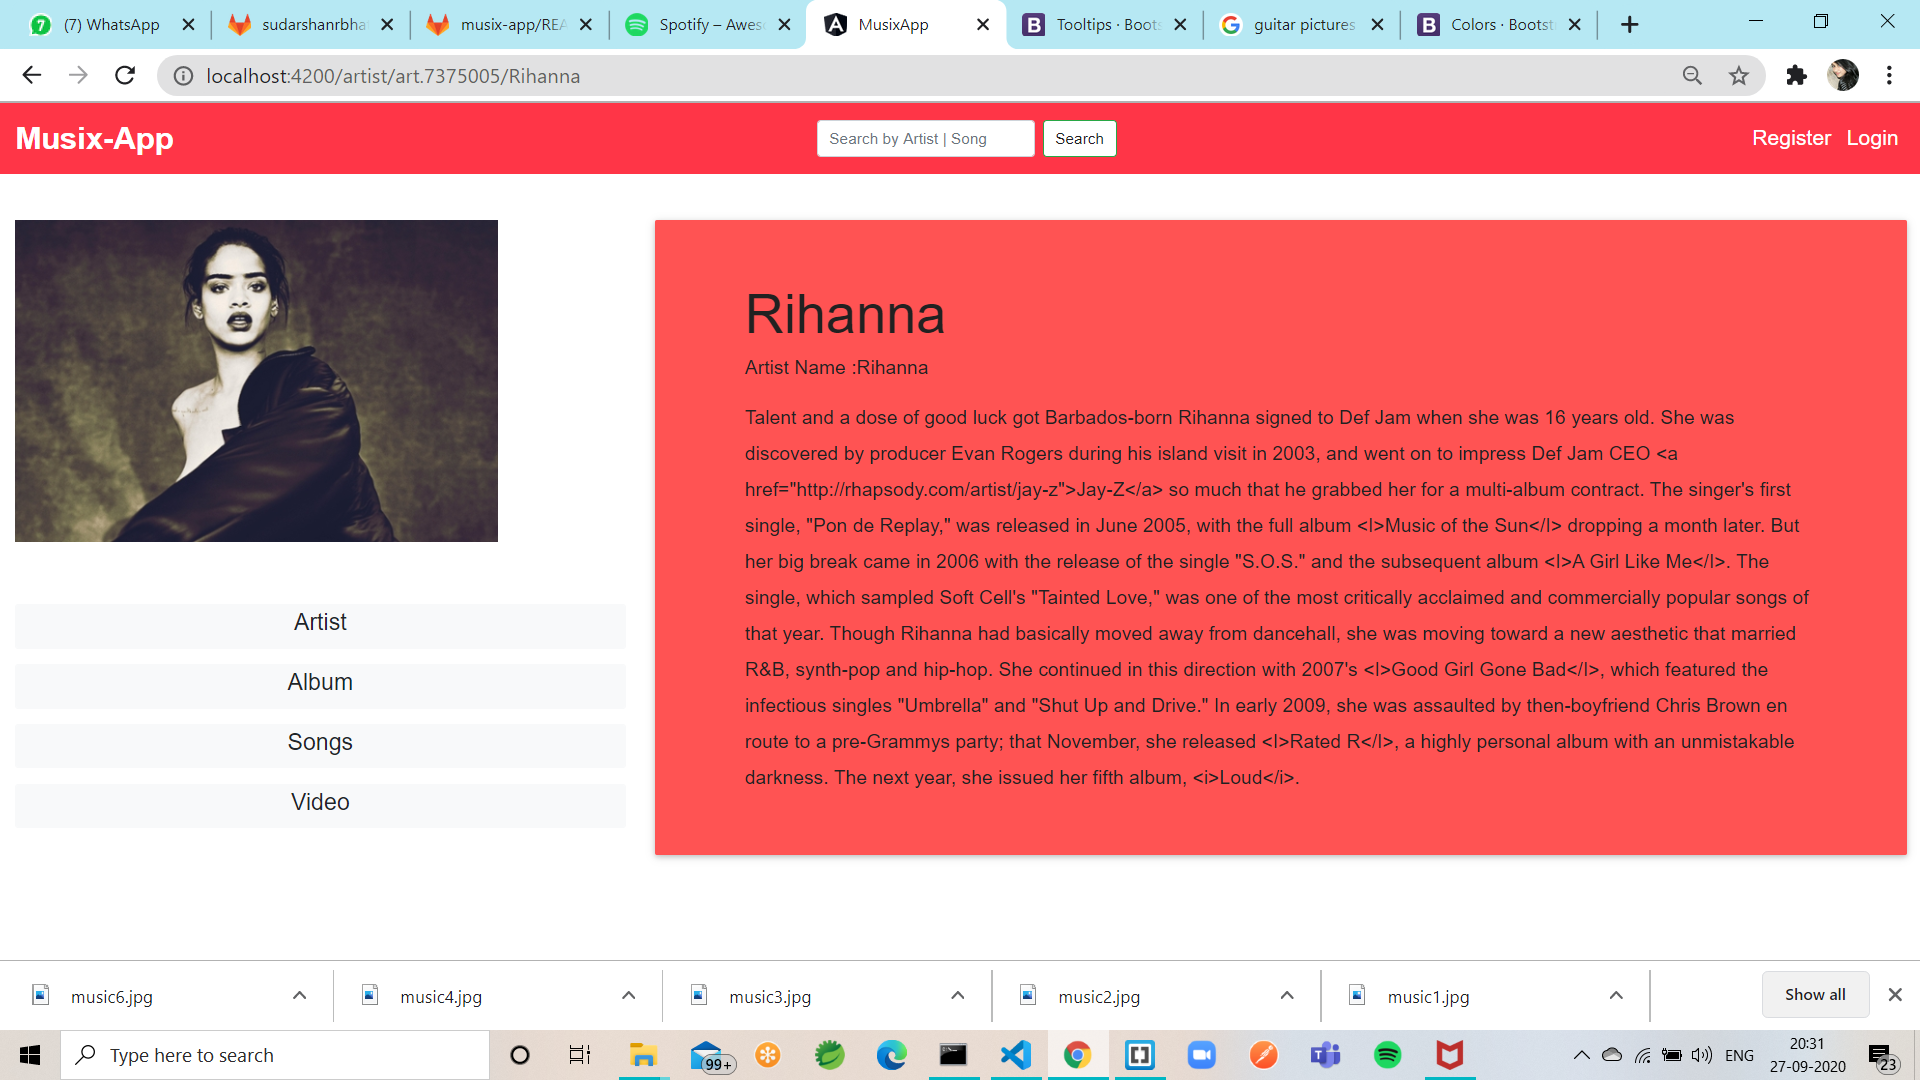 (7) WhatsApp
sudarshanrbha
musix-app/REA
Spotify – Awes
MusixApp
Tooltips · Boots
guitar pictures
Colors · Bootst
localhost:4200/artist/art.7375005/Rihanna
Musix-App
Search by Artist | Song
Search
Register
Login
Rihanna
Artist Name :Rihanna
Talent and a dose of good luck got Barbados-born Rihanna signed to Def Jam when she was 16 years old. She was
discovered by producer Evan Rogers during his island visit in 2003, and went on to impress Def Jam CEO <a
href="http://rhapsody.com/artist/jay-z">Jay-Z</a> so much that he grabbed her for a multi-album contract. The singer's first
single, "Pon de Replay," was released in June 2005, with the full album <I>Music of the Sun</I> dropping a month later. But
her big break came in 2006 with the release of the single "S.O.S." and the subsequent album <I>A Girl Like Me</I>. The
single, which sampled Soft Cell's "Tainted Love," was one of the most critically acclaimed and commercially popular songs of
that year. Though Rihanna had basically moved away from dancehall, she was moving toward a new aesthetic that married
R&B, synth-pop and hip-hop. She continued in this direction with 2007's <I>Good Girl Gone Bad</I>, which featured the
infectious singles "Umbrella" and "Shut Up and Drive." In early 2009, she was assaulted by then-boyfriend Chris Brown en
route to a pre-Grammys party; that November, she released <I>Rated R</I>, a highly personal album with an unmistakable
darkness. The next year, she issued her fifth album, <i>Loud</i>.
Artist
Album
Songs
Video
music6.jpg
music4.jpg
music3.jpg
music2.jpg
music1.jpg
Show all
Type here to search
99+
ENG
20:31
27-09-2020
23